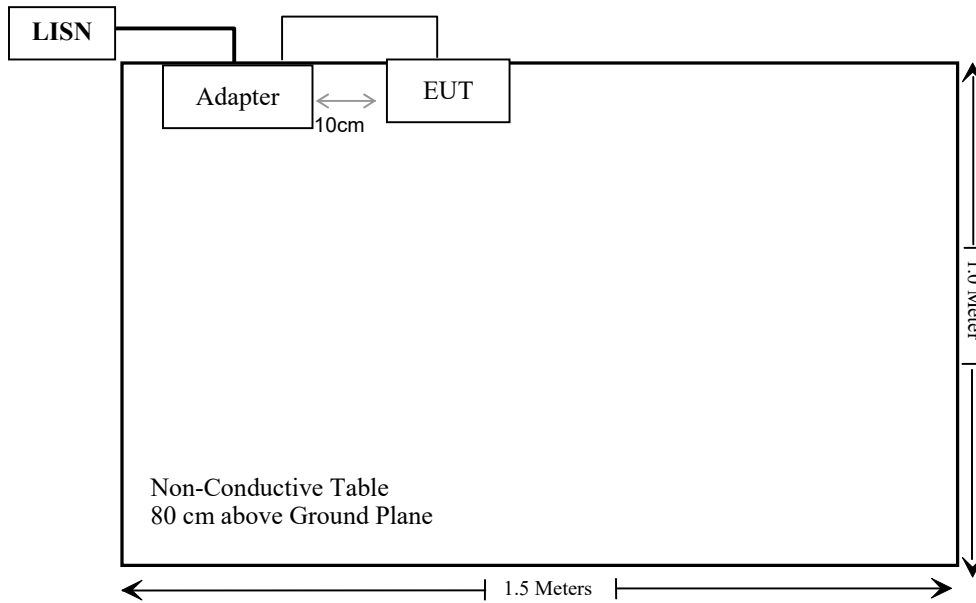 LISN
Adapter
EUT
10cm
1.0 Meter
Non-Conductive Table
80 cm above Ground Plane
1.5 Meters